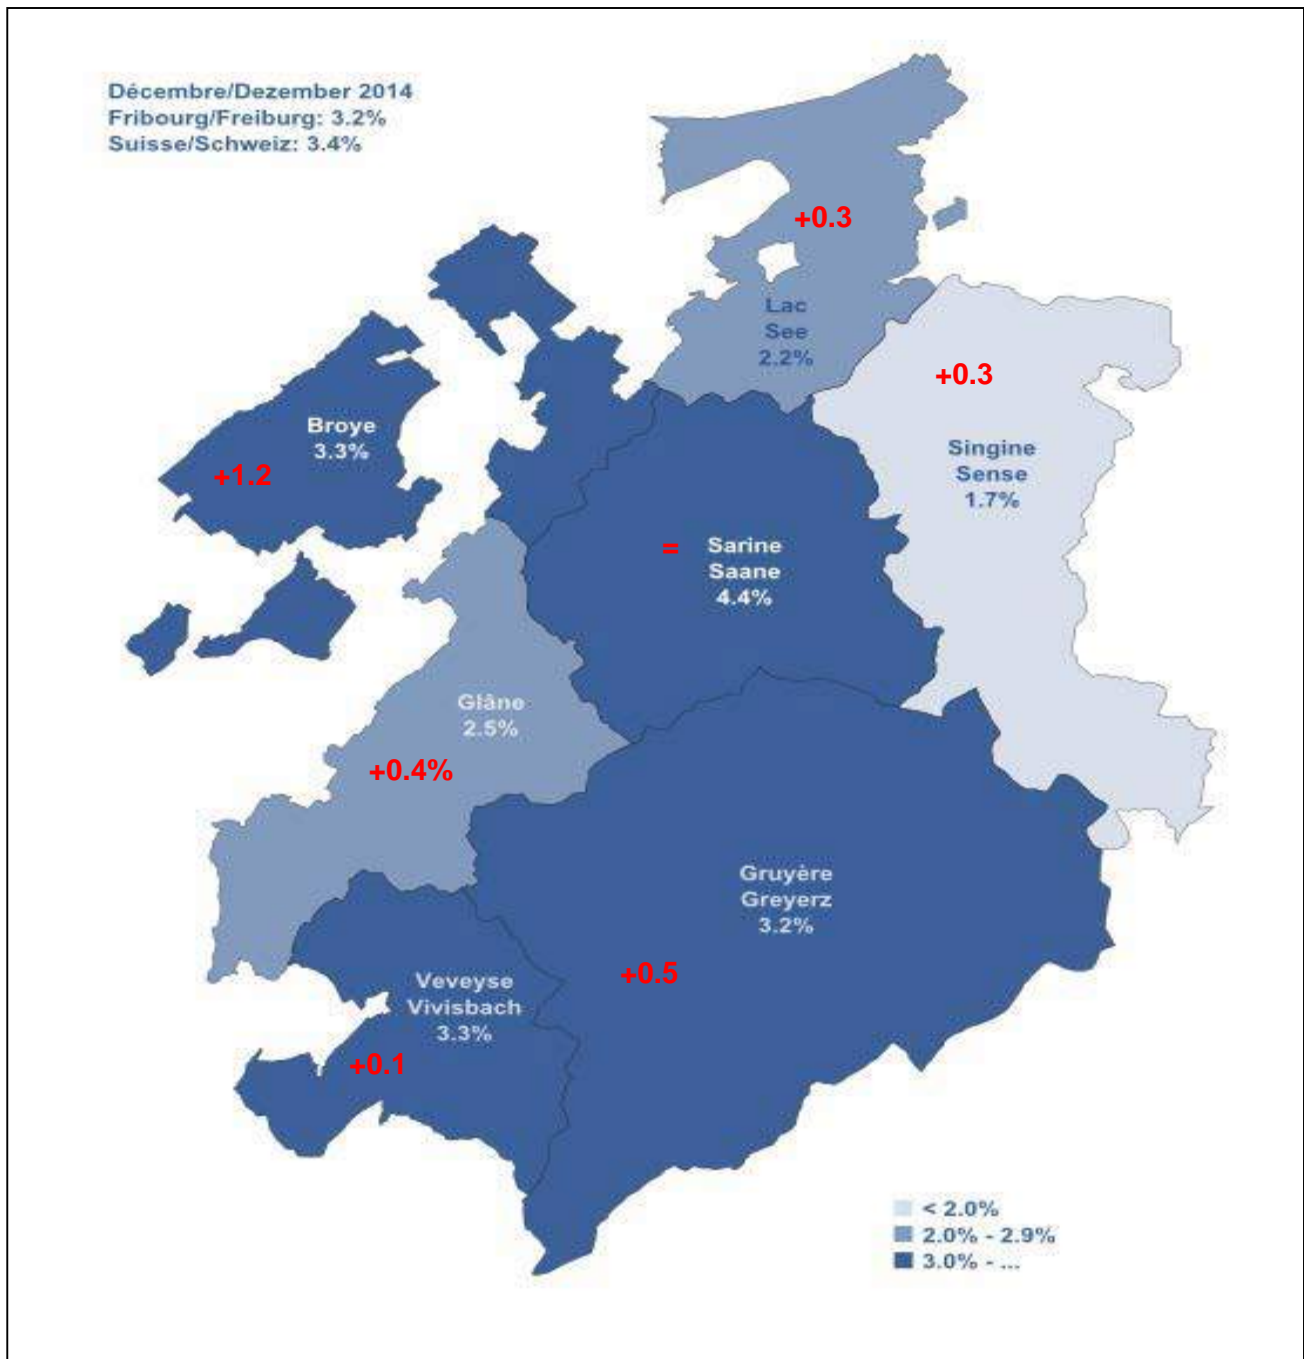 Décembre/Dezember 2014
Fribourg/Freiburg: 3.2%
Suisse/Schweiz: 3.4%
+0.3
Lac
See
2.2%
+0.3
Singine
Sense
1.7%
Broye
3.3%
+1.2
= Sarine
Saane
4.4%
Glâne
2.5%
+0.4%
Gruyère
Greyerz
3.2%
+0.5
Veveyse
Vivisbach
3.3%
+0.1
< 2.0%
2.0% - 2.9%
3.0% - ...